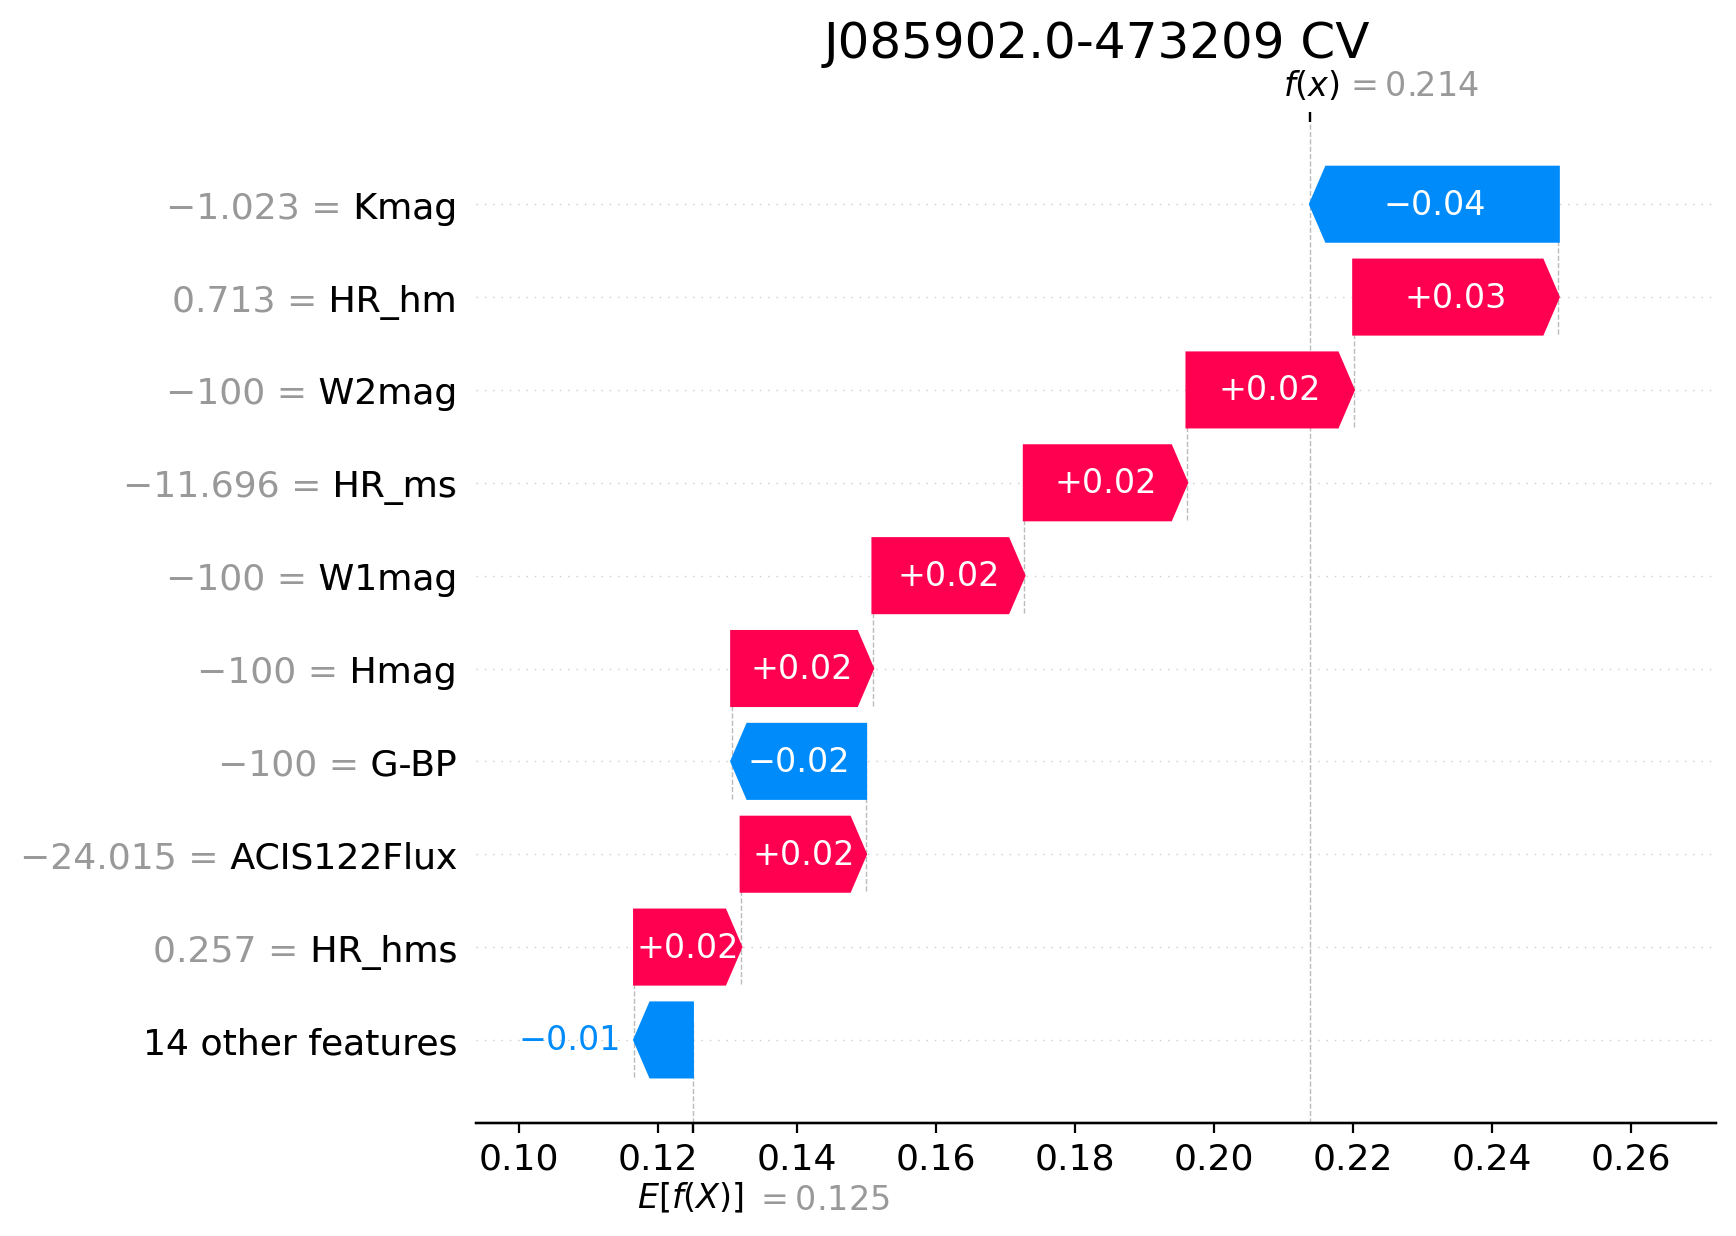 J085902.0-473209 CV
f(x) = 0.214
−1.023 = Kmag −0.04
0.713 = HR_hm +0.03
−100 = W2mag +0.02
−11.696 = HR_ms +0.02
−100 = W1mag +0.02
−100 = Hmag +0.02
−100 = G-BP −0.02
−24.015 = ACIS122Flux +0.02
0.257 = HR_hms +0.02
14 other features −0.01
0.10 0.12 0.14 0.16 0.18 0.20 0.22 0.24 0.26
E[f(X)] = 0.125